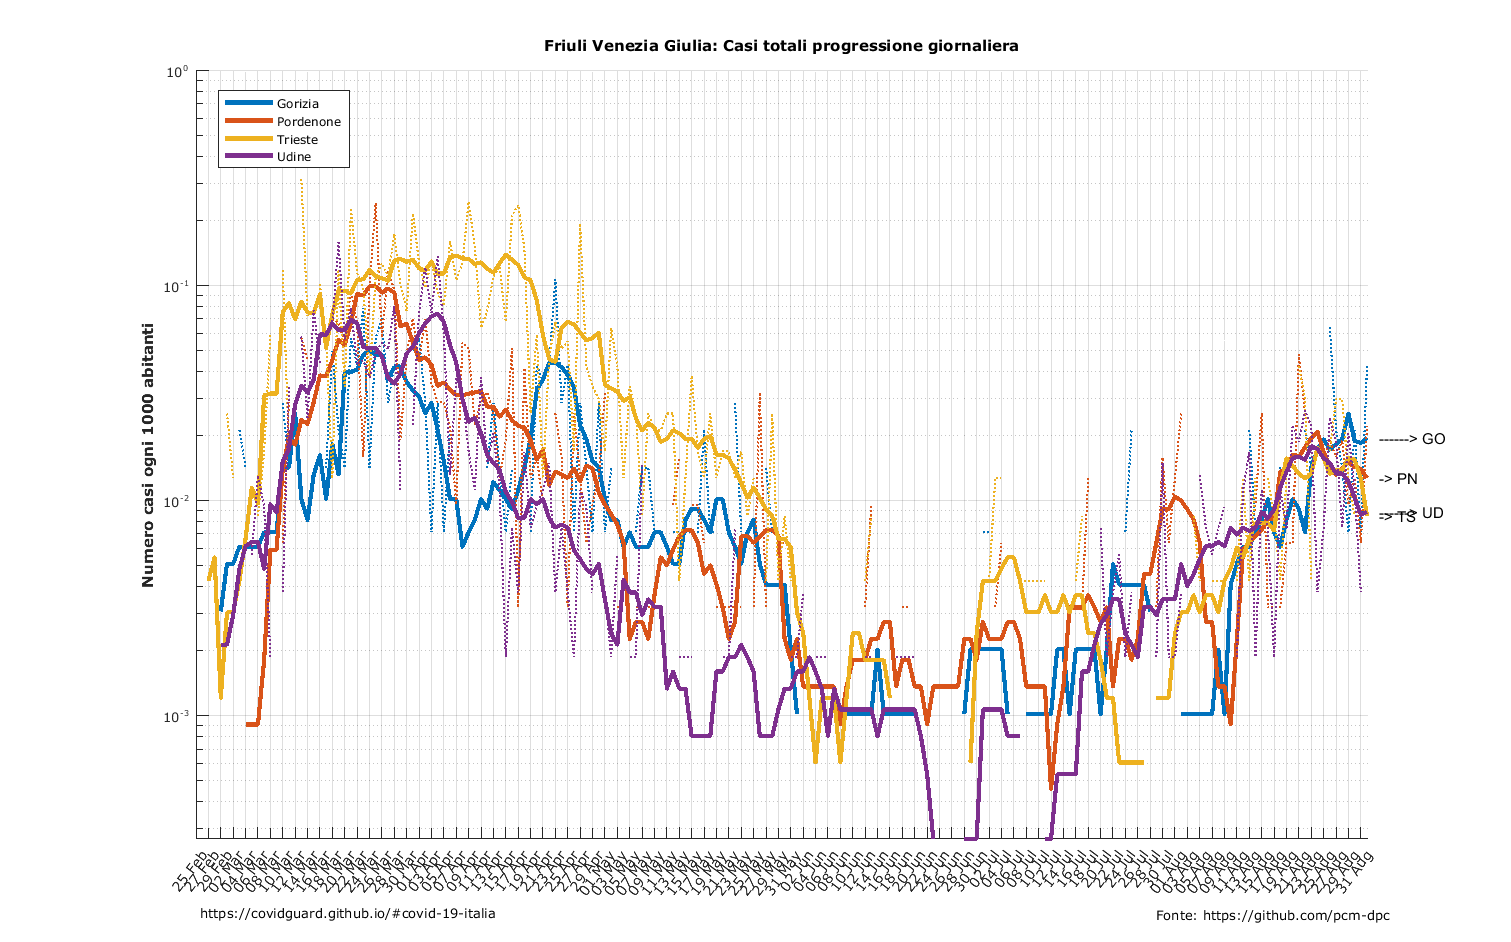 Friuli Venezia Giulia: Casi totali progressione giornaliera
Numero casi ogni 1000 abitanti
10⁰
10⁻¹
10⁻²
10⁻³
Gorizia
Pordenone
Trieste
Udine
------> GO
-> PN
------> UD
-> TS
25 Feb
27 Feb
29 Feb
02 Mar
04 Mar
06 Mar
08 Mar
10 Mar
12 Mar
14 Mar
16 Mar
18 Mar
20 Mar
22 Mar
24 Mar
26 Mar
28 Mar
30 Mar
01 Apr
03 Apr
05 Apr
07 Apr
09 Apr
11 Apr
13 Apr
15 Apr
17 Apr
19 Apr
21 Apr
23 Apr
25 Apr
27 Apr
29 Apr
01 May
03 May
05 May
07 May
09 May
11 May
13 May
15 May
17 May
19 May
21 May
23 May
25 May
27 May
29 May
31 May
02 Jun
04 Jun
06 Jun
08 Jun
10 Jun
12 Jun
14 Jun
16 Jun
18 Jun
20 Jun
22 Jun
24 Jun
26 Jun
28 Jun
30 Jun
02 Jul
04 Jul
06 Jul
08 Jul
10 Jul
12 Jul
14 Jul
16 Jul
18 Jul
20 Jul
22 Jul
24 Jul
26 Jul
28 Jul
30 Jul
01 Aug
03 Aug
05 Aug
07 Aug
09 Aug
11 Aug
13 Aug
15 Aug
17 Aug
19 Aug
21 Aug
23 Aug
25 Aug
27 Aug
29 Aug
31 Aug
https://covidguard.github.io/#covid-19-italia
Fonte: https://github.com/pcm-dpc